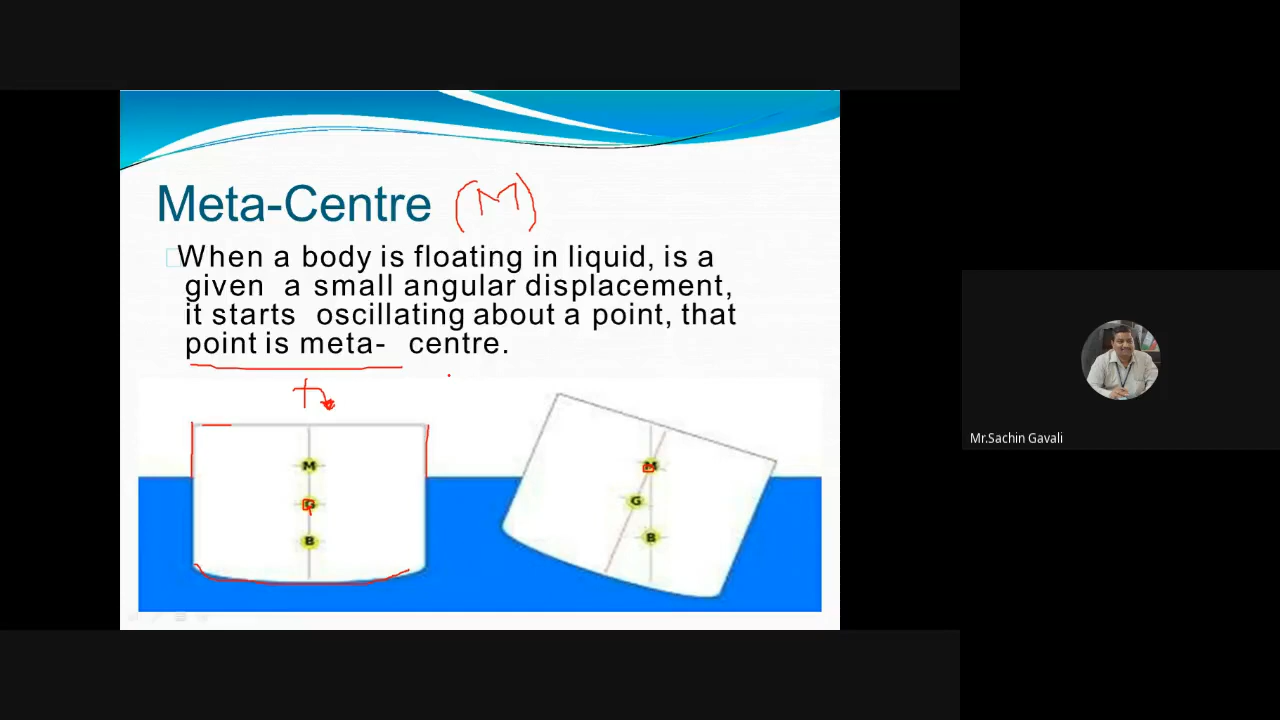 Meta-Centre (M)
When a body is floating in liquid, is a
given a small angular displacement,
it starts oscillating about a point, that
point is meta- centre.
M
G
B
M
G
B
Mr.Sachin Gavali